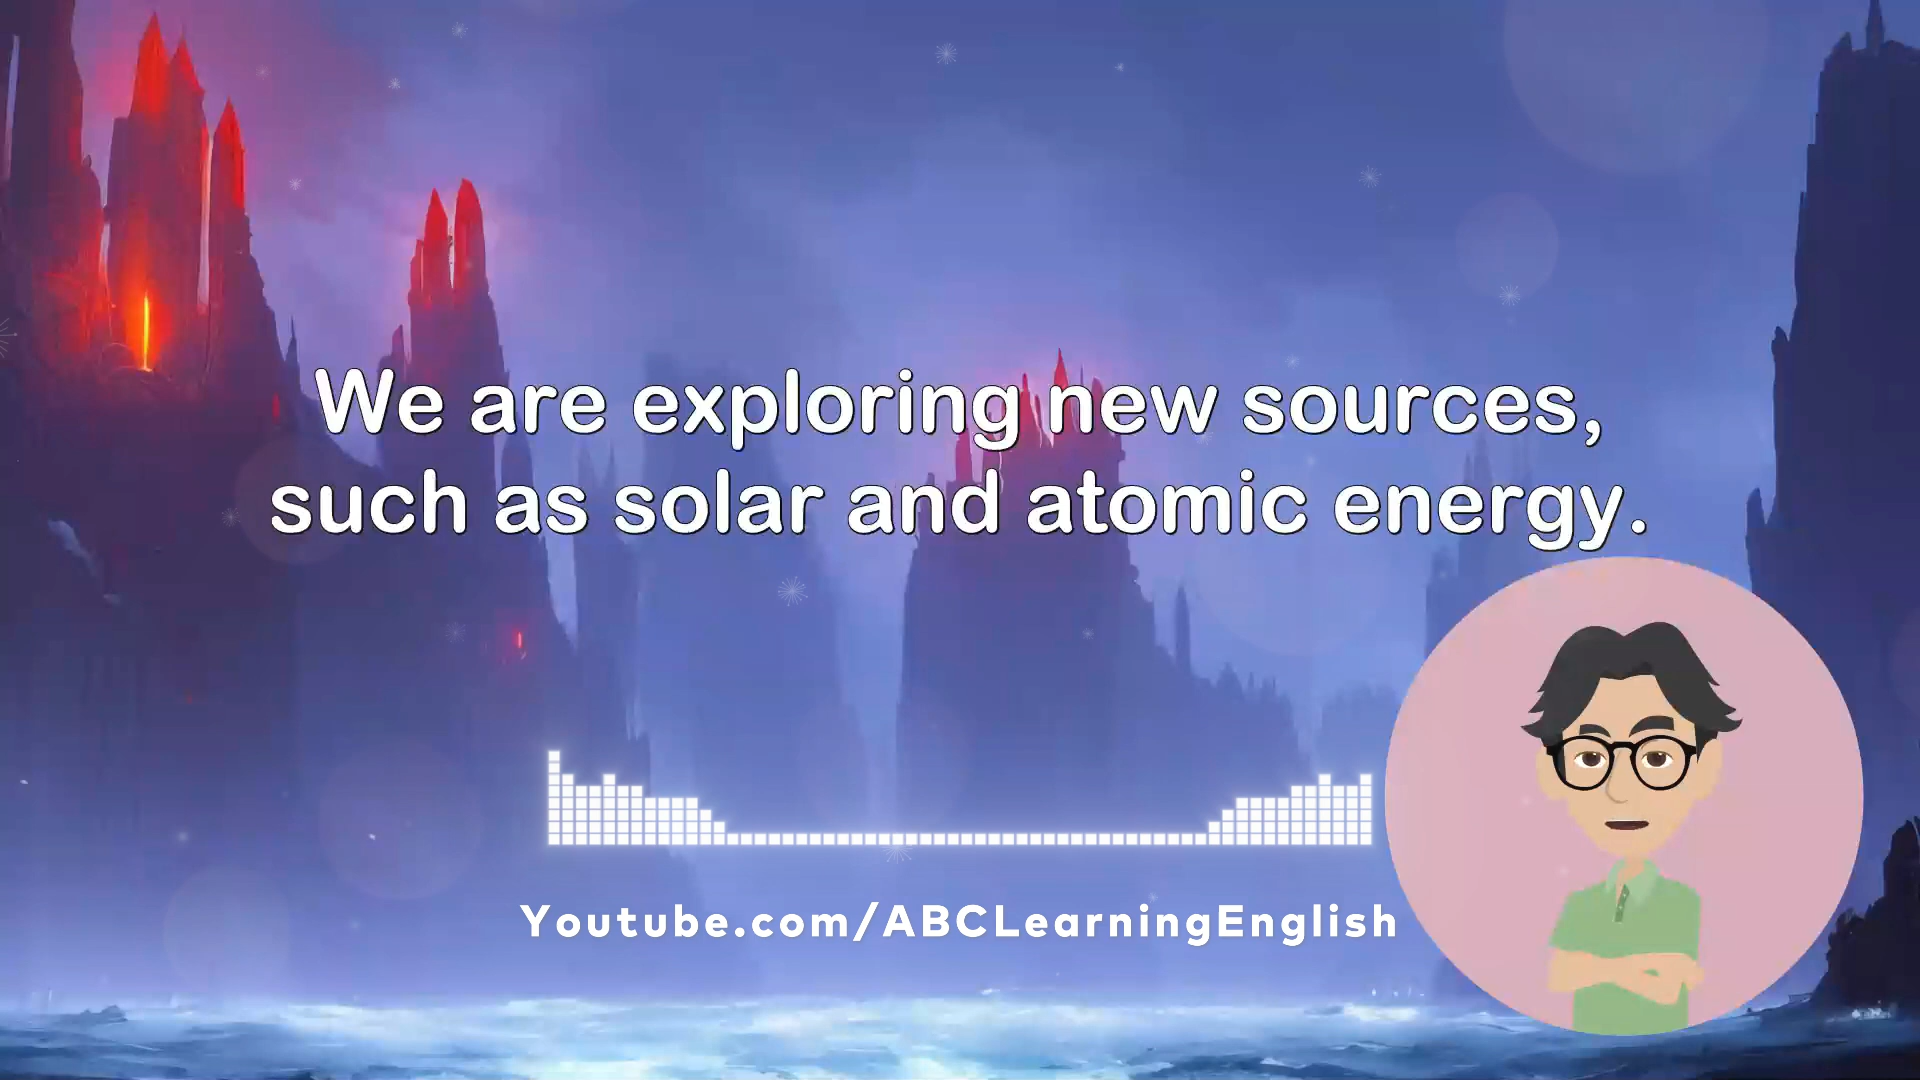 We are exploring new sources,
such as solar and atomic energy.
Youtube.com/ABCLearningEnglish